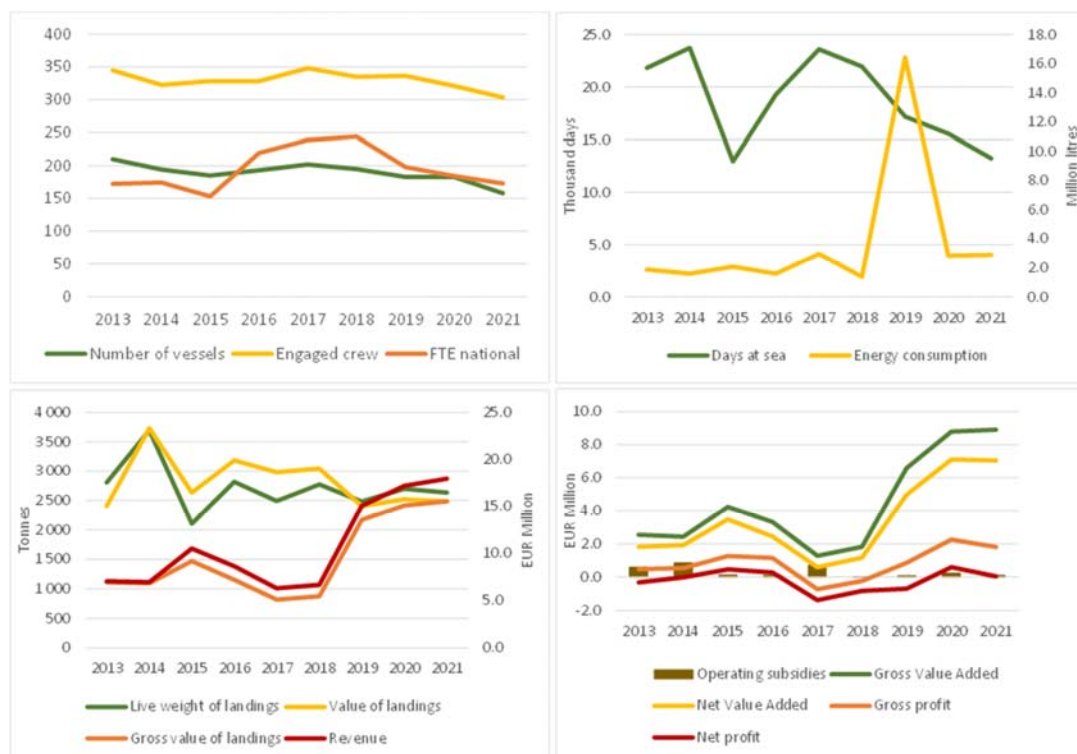 400
350
300
250
200
150
100
50
0
2013 2014 2015 2016 2017 2018 2019 2020 2021
Number of vessels Engaged crew FTE national
25.0
20.0
15.0
10.0
5.0
0.0
Thousand days
18.0
16.0
14.0
12.0
10.0
8.0
6.0
4.0
2.0
0.0
Million litres
2013 2014 2015 2016 2017 2018 2019 2020 2021
Days at sea Energy consumption
4 000
3 500
3 000
2 500
2 000
1 500
1 000
500
0
Tonnes
25.0
20.0
15.0
10.0
5.0
0.0
EUR Million
2013 2014 2015 2016 2017 2018 2019 2020 2021
Live weight of landings Value of landings
Gross value of landings Revenue
10.0
8.0
6.0
4.0
2.0
0.0
-2.0
EUR Million
2013 2014 2015 2016 2017 2018 2019 2020 2021
Operating subsidies Gross Value Added
Net Value Added Gross profit
Net profit